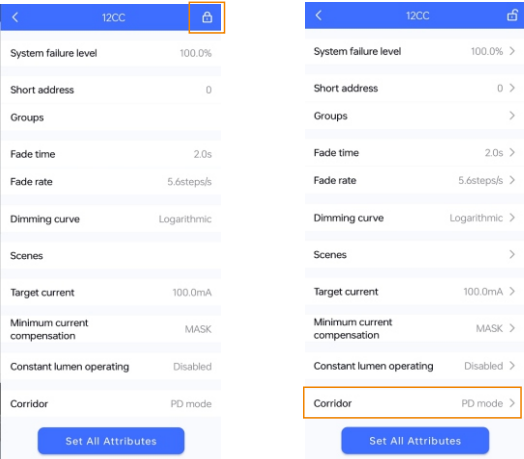 12CC
System failure level 100.0%
Short address 0
Groups
Fade time 2.0s
Fade rate 5.6steps/s
Dimming curve Logarithmic
Scenes
Target current 100.0mA
Minimum current
compensation MASK
Constant lumen operating Disabled
Corridor PD mode
Set All Attributes
12CC
System failure level 100.0%
Short address 0
Groups
Fade time 2.0s
Fade rate 5.6steps/s
Dimming curve Logarithmic
Scenes
Target current 100.0mA
Minimum current
compensation MASK
Constant lumen operating Disabled
Corridor PD mode
Set All Attributes